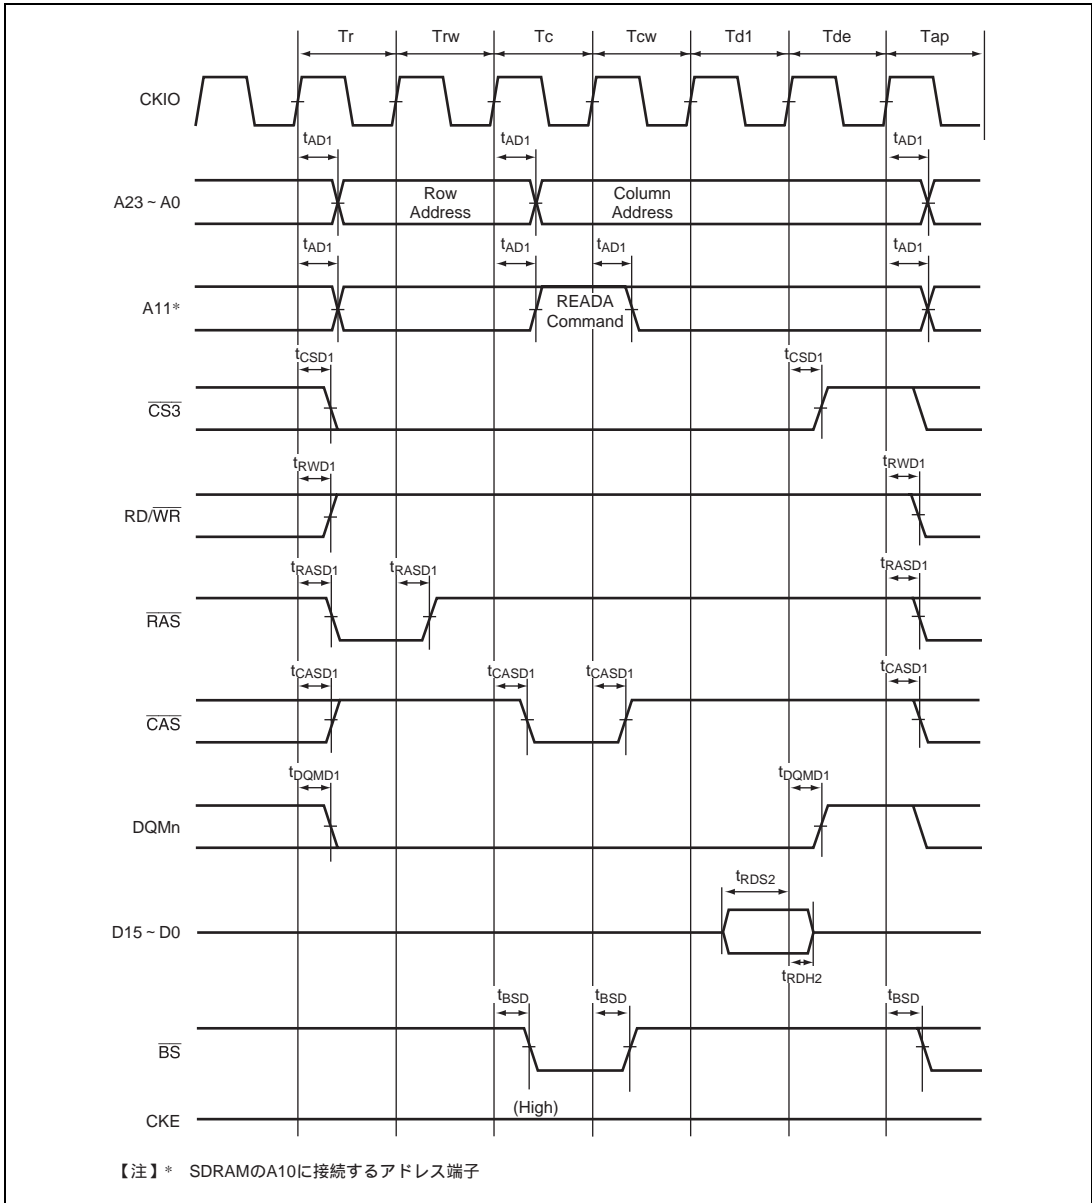 Tr Trw Tc Tcw Td1 Tde Tap
CKIO
tAD1 tAD1 tAD1
A23 ~ A0
Row Address
Column Address
tAD1 tAD1 tAD1 tAD1
A11*
READA Command
tCSD1 tCSD1
CS3
tRWD1 tRWD1
RD/WR
tRASD1 tRASD1 tRASD1
RAS
tCASD1 tCASD1 tCASD1 tCASD1
CAS
tDQMD1 tDQMD1
DQMn
tRDS2
D15 ~ D0
tRDH2
tBSD tBSD tBSD
BS
(High)
CKE
【注】* SDRAMのA10に接続するアドレス端子